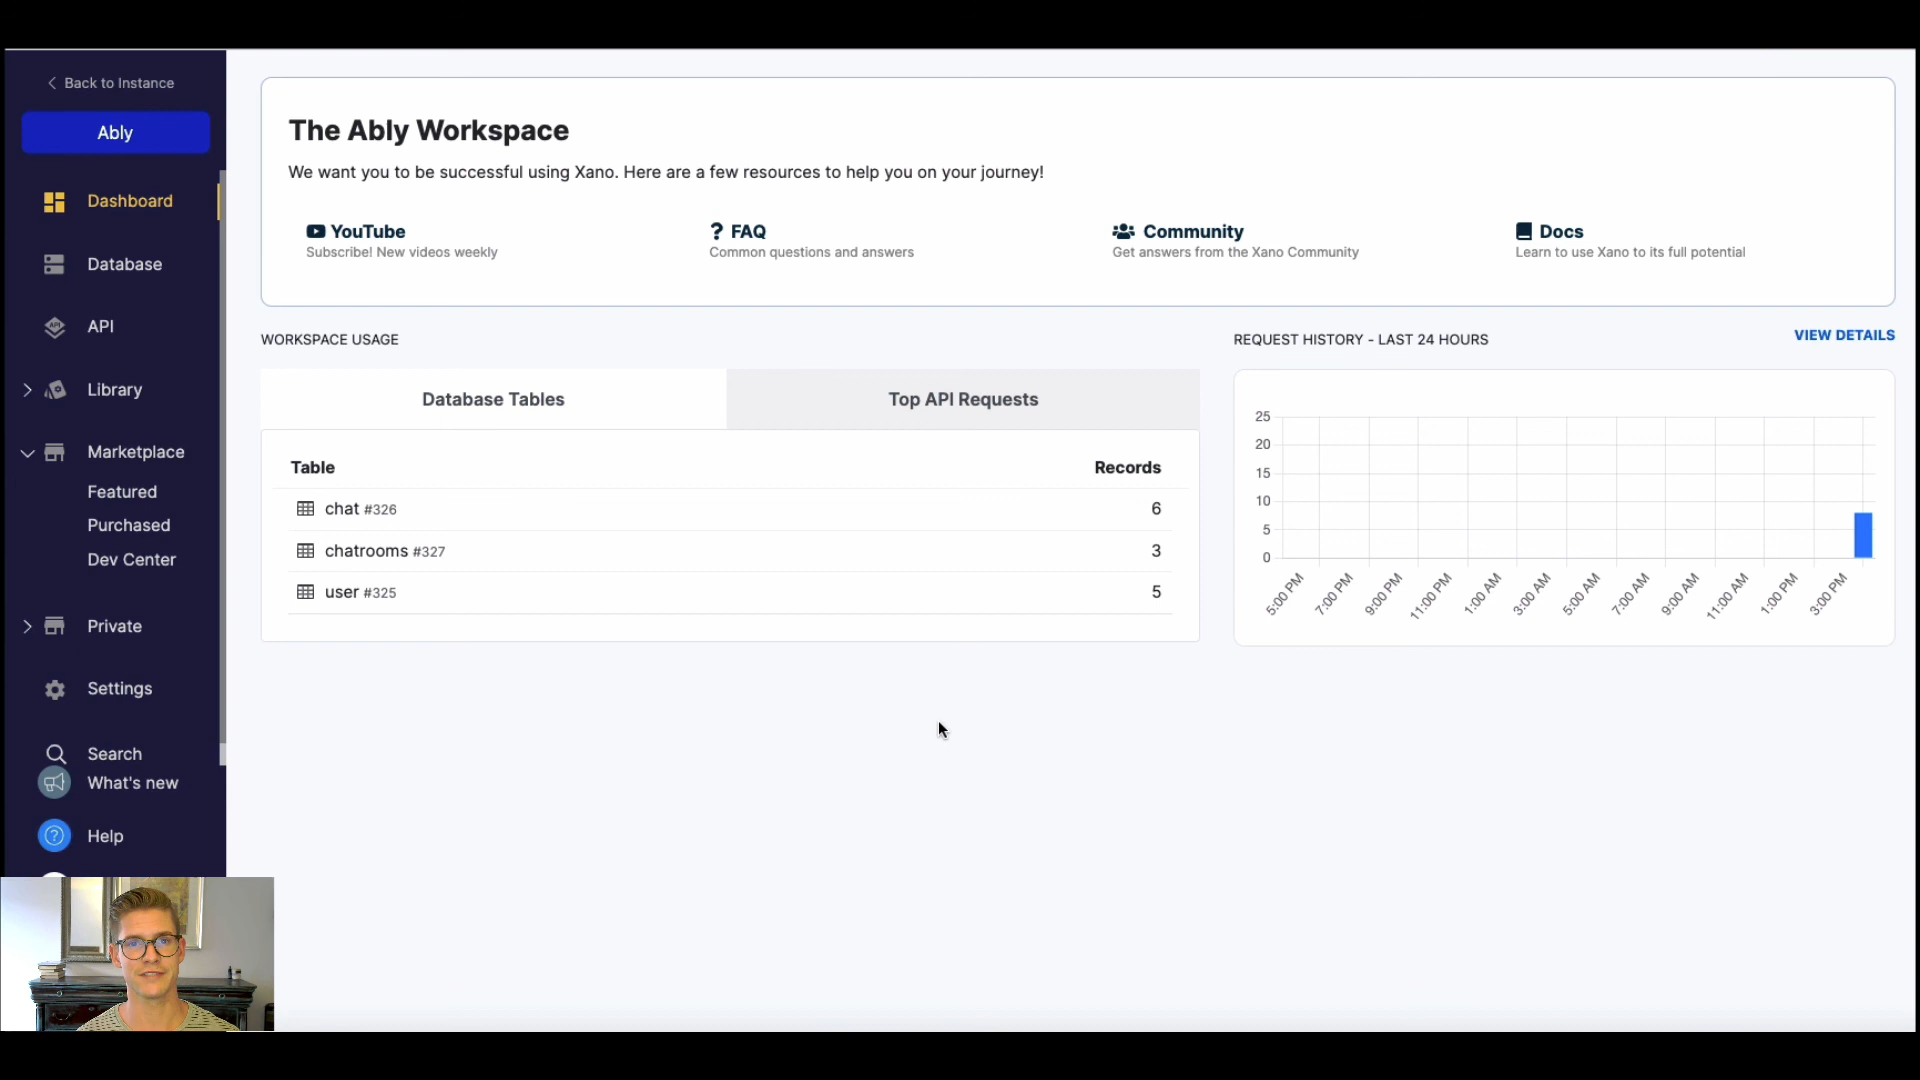 Back to Instance
Ably
Dashboard
Database
API
Library
Marketplace
Featured
Purchased
Dev Center
Private
Settings
Search
What's new
Help
The Ably Workspace
We want you to be successful using Xano. Here are a few resources to help you on your journey!
YouTube
Subscribe! New videos weekly
? FAQ
Common questions and answers
Community
Get answers from the Xano Community
Docs
Learn to use Xano to its full potential
WORKSPACE USAGE
Database Tables
Top API Requests
Table Records
chat #326 6
chatrooms #327 3
user #325 5
REQUEST HISTORY - LAST 24 HOURS
VIEW DETAILS
25
20
15
10
5
0
5:00 PM 7:00 PM 9:00 PM 11:00 PM 1:00 AM 3:00 AM 5:00 AM 7:00 AM 9:00 AM 11:00 AM 1:00 PM 3:00 PM